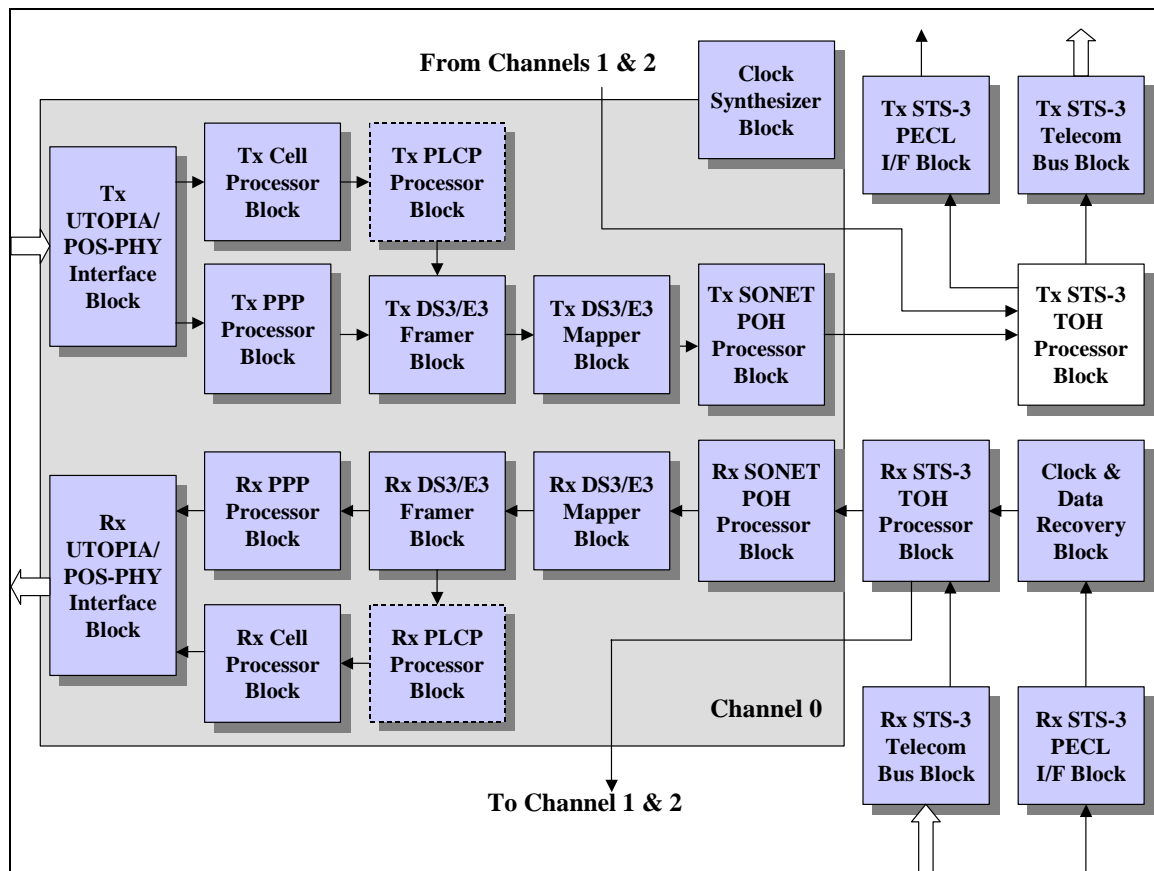 From Channels 1 & 2
Clock
Synthesizer
Block
Tx STS-3
PECL
I/F Block
Tx STS-3
Telecom
Bus Block
Tx
UTOPIA/
POS-PHY
Interface
Block
Tx Cell
Processor
Block
Tx PLCP
Processor
Block
Tx PPP
Processor
Block
Tx DS3/E3
Framer
Block
Tx DS3/E3
Mapper
Block
Tx SONET
POH
Processor
Block
Tx STS-3
TOH
Processor
Block
Rx
UTOPIA/
POS-PHY
Interface
Block
Rx PPP
Processor
Block
Rx DS3/E3
Framer
Block
Rx DS3/E3
Mapper
Block
Rx SONET
POH
Processor
Block
Rx STS-3
TOH
Processor
Block
Clock &
Data
Recovery
Block
Rx Cell
Processor
Block
Rx PLCP
Processor
Block
Channel 0
Rx STS-3
Telecom
Bus Block
Rx STS-3
PECL
I/F Block
To Channel 1 & 2